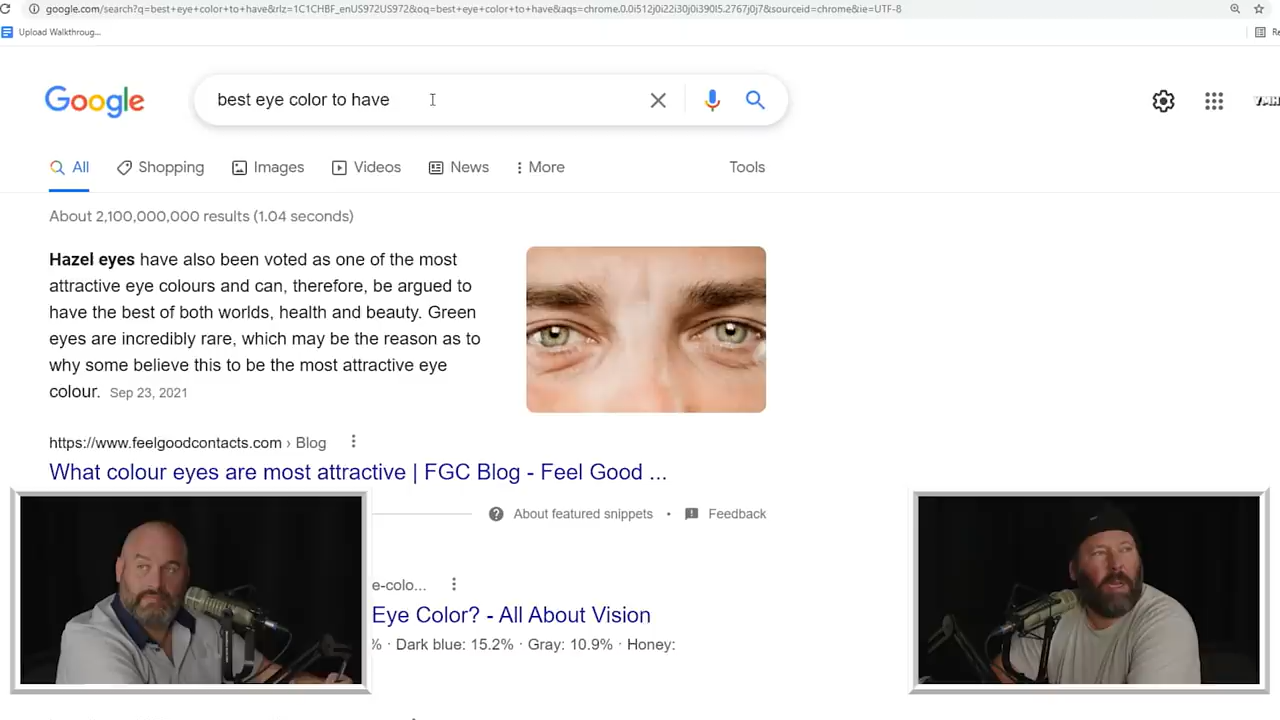 google.com/search?q=best+eye+color+to+have&rlz=1C1CHBF_enUS972US972&oq=best+eye+color+to+have&aqs=chrome.0.0i512j0i22i30j0i390l5.2767j0j7&sourceid=chrome&ie=UTF-8
Upload Walkthroug...
Re
Google
best eye color to have
YMH
All Shopping Images Videos News More Tools
About 2,100,000,000 results (1.04 seconds)
Hazel eyes have also been voted as one of the most
attractive eye colours and can, therefore, be argued to
have the best of both worlds, health and beauty. Green
eyes are incredibly rare, which may be the reason as to
why some believe this to be the most attractive eye
colour. Sep 23, 2021
https://www.feelgoodcontacts.com › Blog
What colour eyes are most attractive | FGC Blog - Feel Good ...
About featured snippets • Feedback
e-colo...
Eye Color? - All About Vision
% · Dark blue: 15.2% · Gray: 10.9% · Honey: